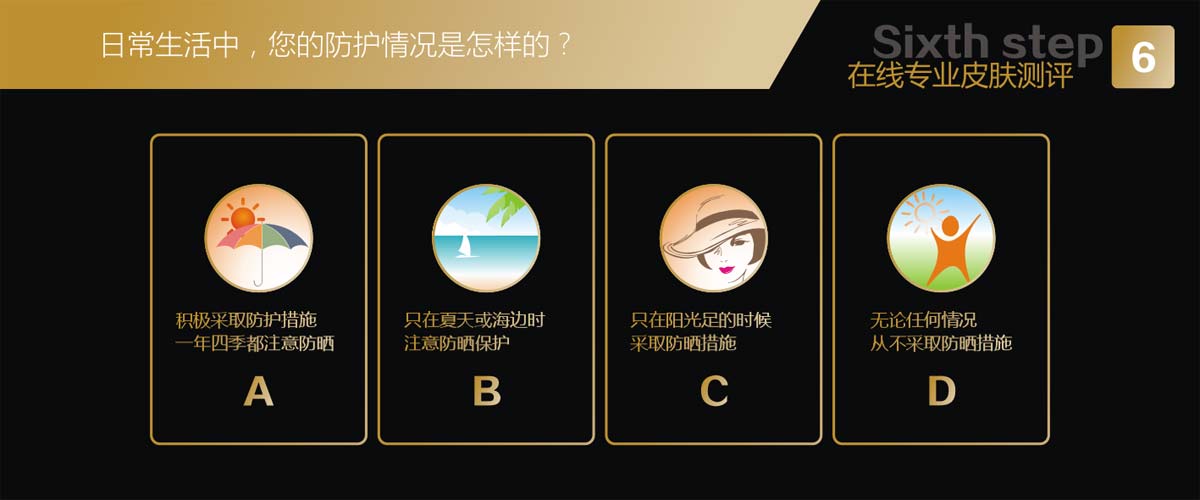 日常生活中，您的防护情况是怎样的？
Sixth step
在线专业皮肤测评
6
积极采取防护措施
一年四季都注意防晒
A
只在夏天或海边时
注意防晒保护
B
只在阳光足的时候
采取防晒措施
C
无论任何情况
从不采取防晒措施
D